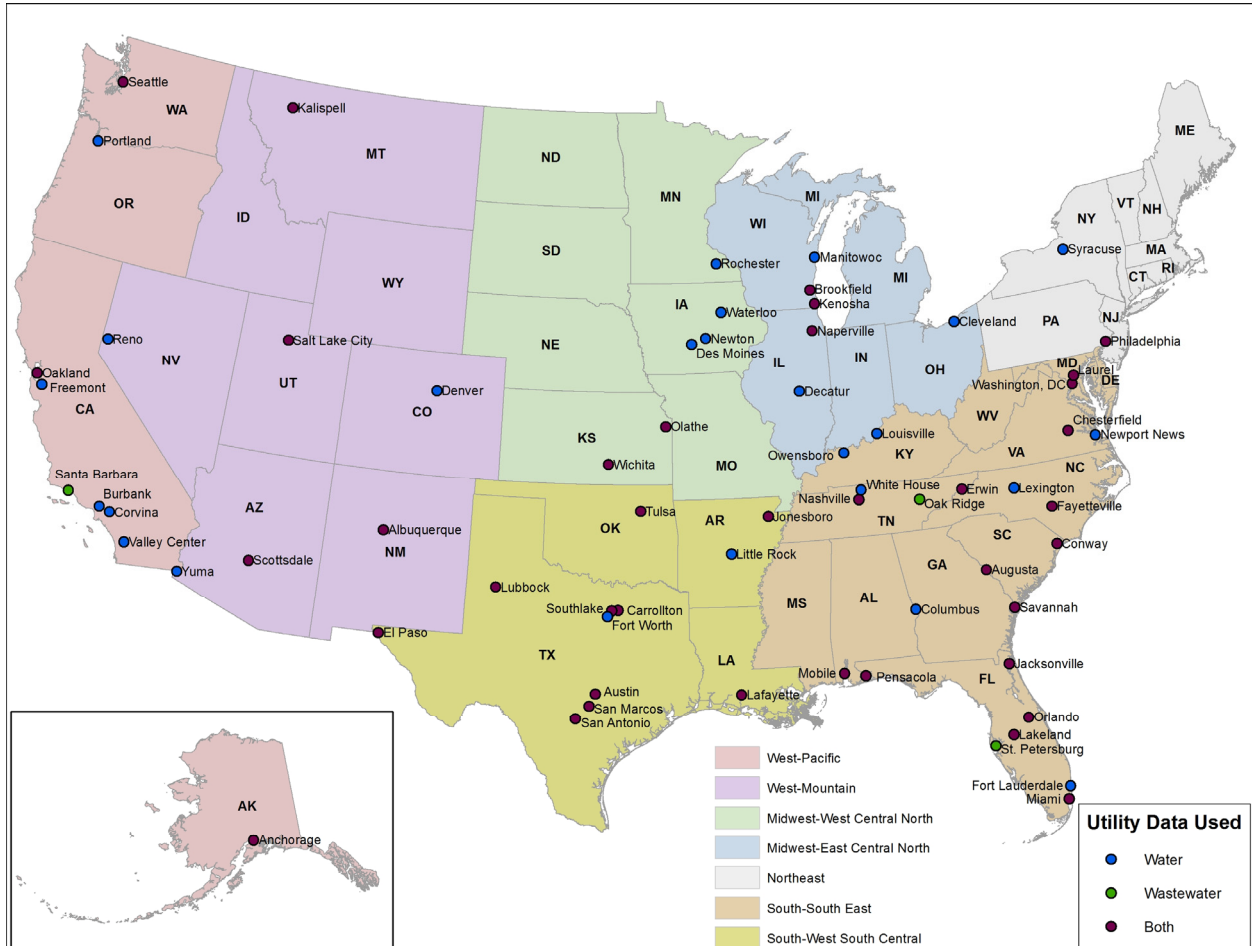 Seattle
WA
Portland
OR
Kalispell
MT
ID
WY
Reno
NV
Salt Lake City
UT
Denver
CO
Oakland
Freemont
CA
Santa Barbara
Burbank
Corvina
Valley Center
Yuma
AZ
Scottsdale
Albuquerque
NM
ND
MN
SD
Rochester
IA
Waterloo
Newton
Des Moines
NE
KS
Olathe
Wichita
MO
WI
MI
MI
Manitowoc
Brookfield
Kenosha
Naperville
IL
IN
OH
Decatur
Cleveland
ME
VT
NH
NY
Syracuse
MA
CT
RI
PA
NJ
Philadelphia
MD
Laurel
Washington, DC
DE
WV
Chesterfield
Newport News
VA
Louisville
Owensboro
KY
White House
Nashville
Oak Ridge
TN
Erwin
NC
Lexington
Fayetteville
SC
Conway
Augusta
GA
Columbus
Savannah
MS
AL
Mobile
Pensacola
Jacksonville
FL
Orlando
Lakeland
St. Petersburg
Fort Lauderdale
Miami
OK
Tulsa
AR
Jonesboro
Little Rock
Lubbock
Southlake
Carrollton
Fort Worth
El Paso
TX
LA
Austin
San Marcos
San Antonio
Lafayette
AK
Anchorage
West-Pacific
West-Mountain
Midwest-West Central North
Midwest-East Central North
Northeast
South-South East
South-West South Central
Utility Data Used
Water
Wastewater
Both